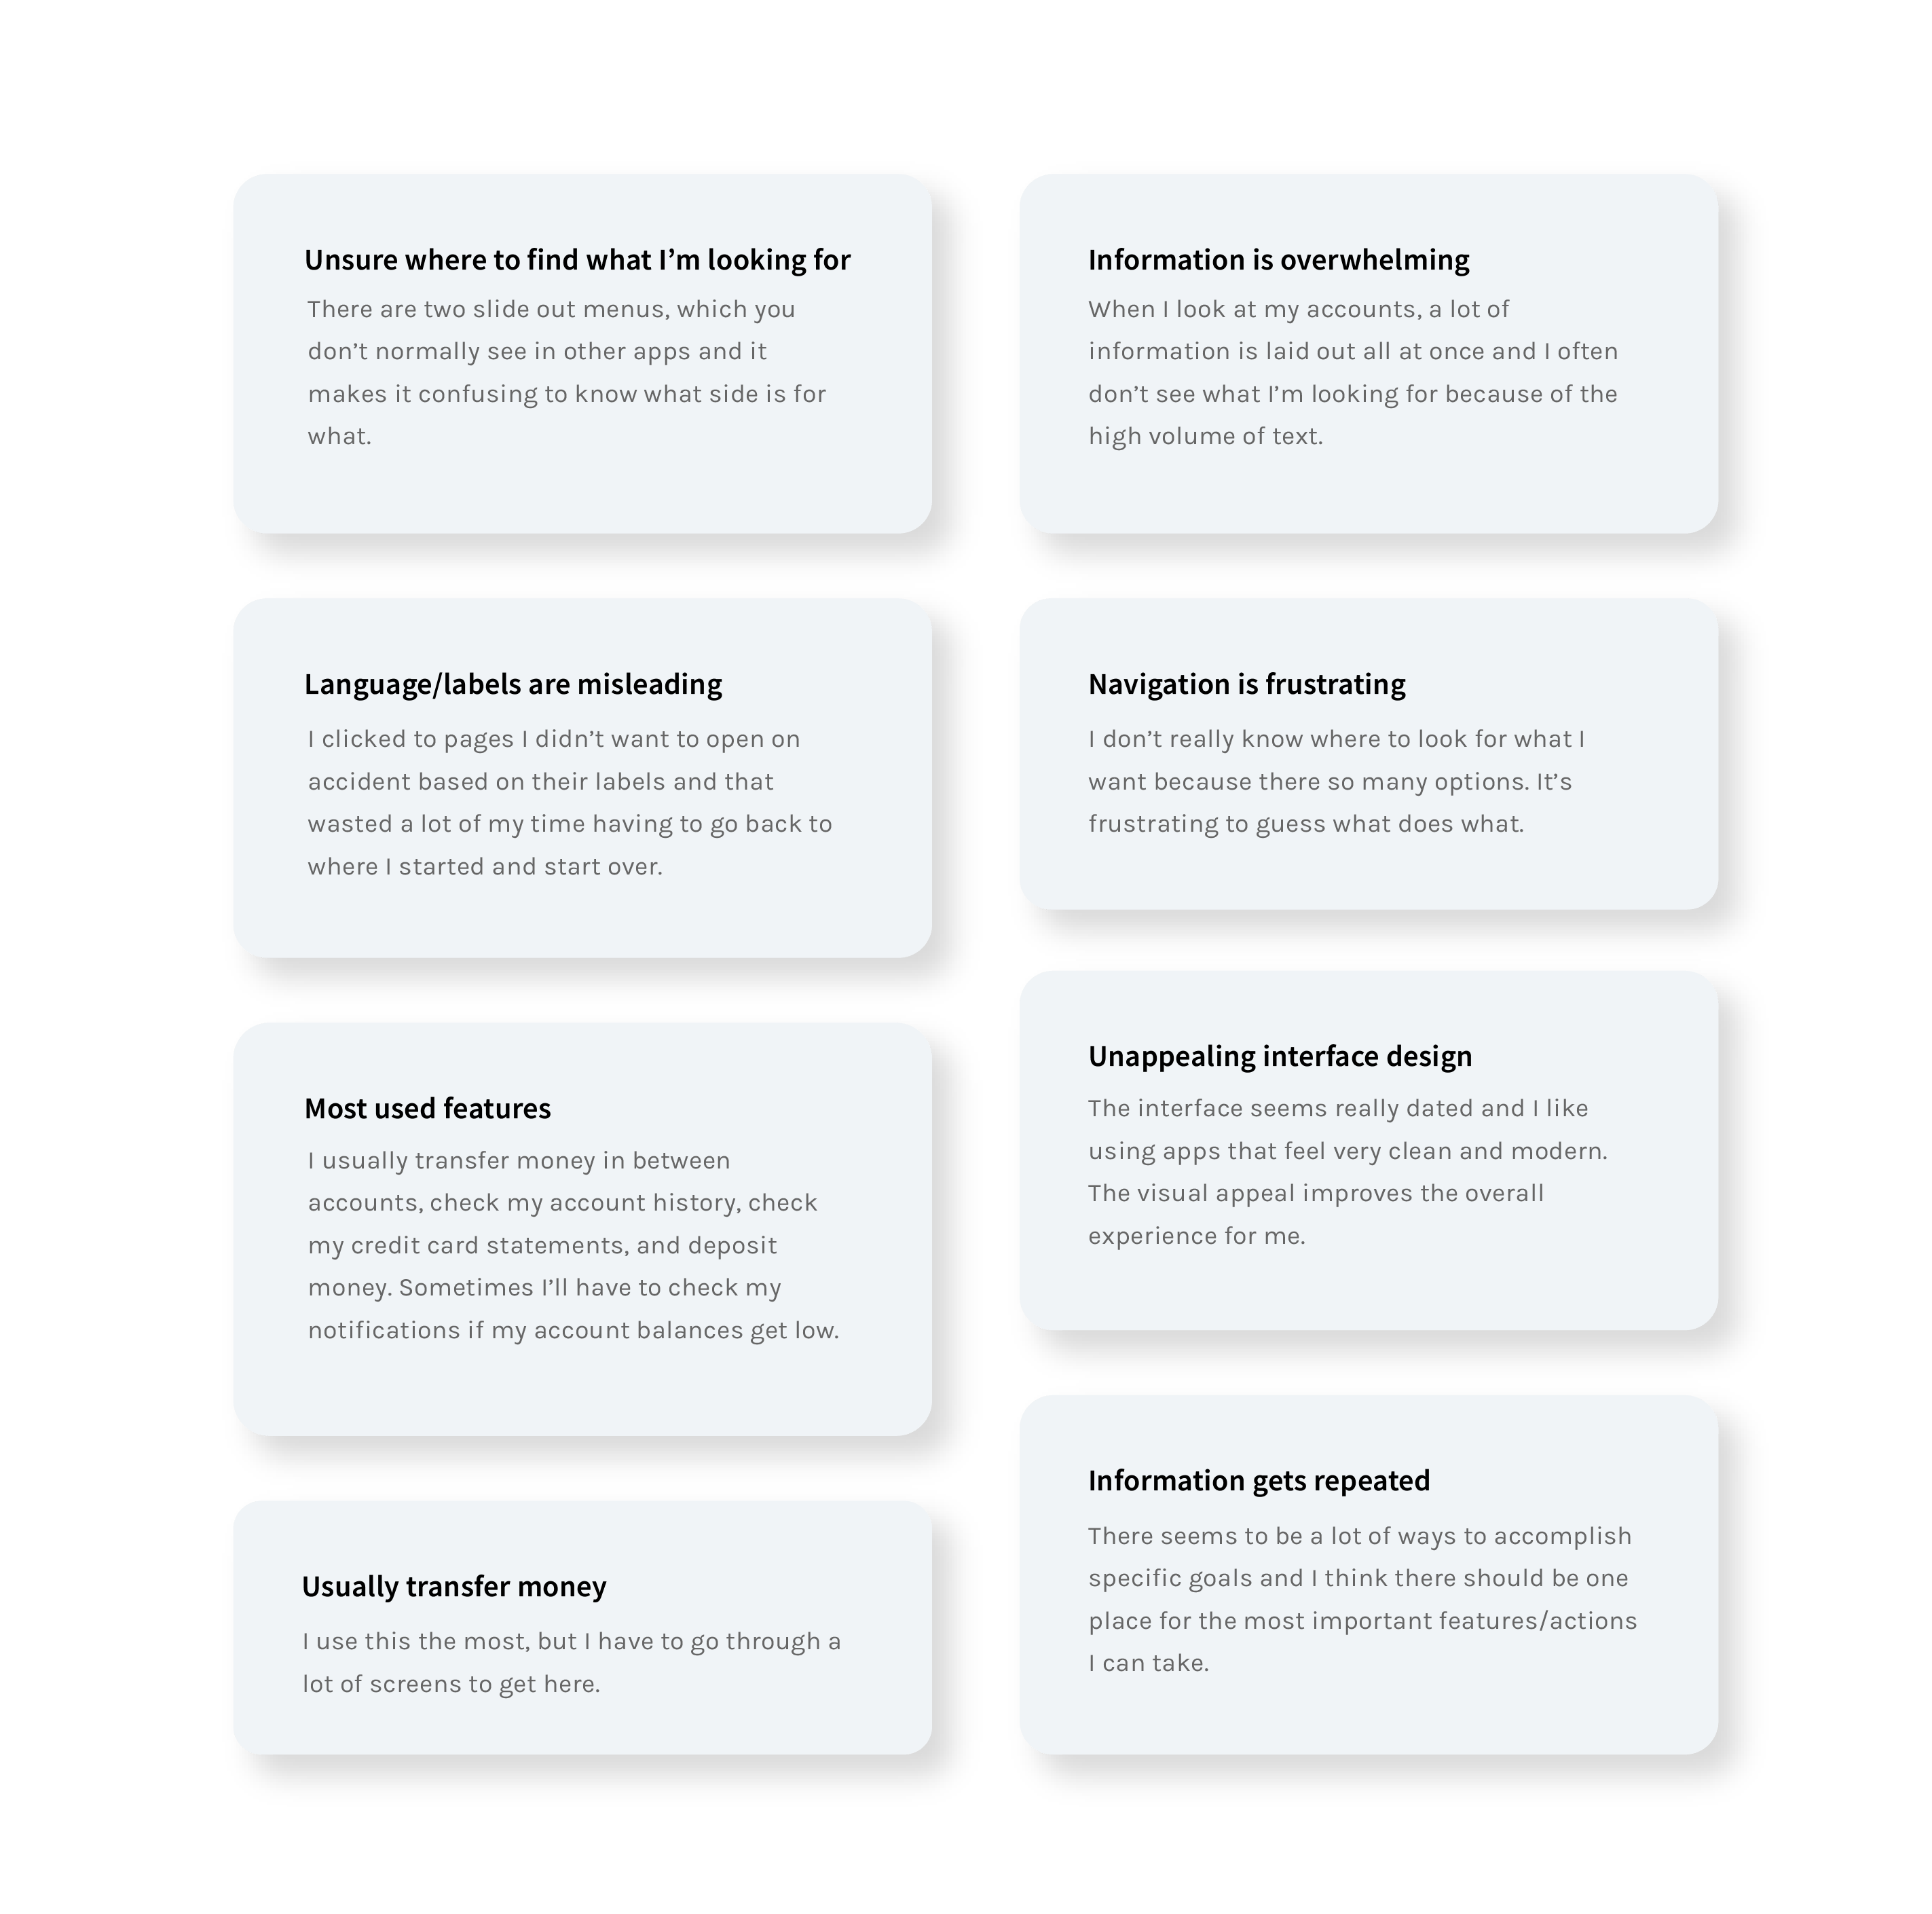 Unsure where to find what I’m looking for
There are two slide out menus, which you
don’t normally see in other apps and it
makes it confusing to know what side is for
what.
Language/labels are misleading
I clicked to pages I didn’t want to open on
accident based on their labels and that
wasted a lot of my time having to go back to
where I started and start over.
Most used features
I usually transfer money in between
accounts, check my account history, check
my credit card statements, and deposit
money. Sometimes I’ll have to check my
notifications if my account balances get low.
Usually transfer money
I use this the most, but I have to go through a
lot of screens to get here.
Information is overwhelming
When I look at my accounts, a lot of
information is laid out all at once and I often
don’t see what I’m looking for because of the
high volume of text.
Navigation is frustrating
I don’t really know where to look for what I
want because there so many options. It’s
frustrating to guess what does what.
Unappealing interface design
The interface seems really dated and I like
using apps that feel very clean and modern.
The visual appeal improves the overall
experience for me.
Information gets repeated
There seems to be a lot of ways to accomplish
specific goals and I think there should be one
place for the most important features/actions
I can take.